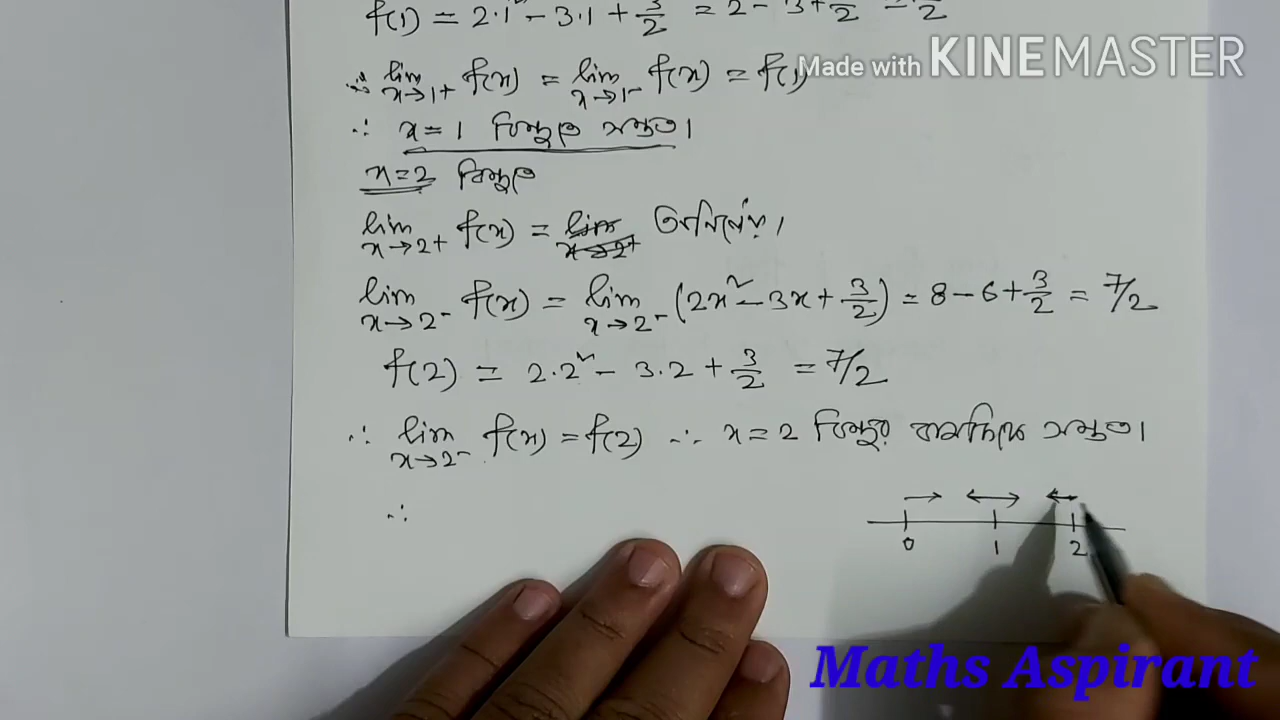 f(1) = 2·1² - 3·1 + 3/2 = 2 - 3 + 3/2 =
∴ lim x→1+ f(x) = lim x→1- f(x) = f(1)
Made with KINEMASTER
∴ x = 1 বিন্দুতে সন্তত।
x = 2 বিন্দুতে
lim x→2+ f(x) = lim x→2+ অনির্ণেয়।
lim x→2- f(x) = lim x→2- (2x² - 3x + 3/2) = 8 - 6 + 3/2 = 7/2
f(2) = 2·2² - 3·2 + 3/2 = 7/2
∴ lim x→2- f(x) = f(2) ∴ x = 2 বিন্দুর বামদিকে সন্তত।
∴
0 1 2
Maths Aspirant